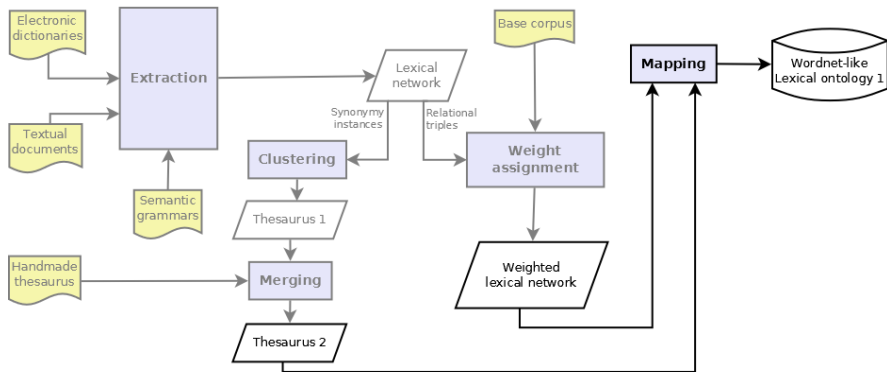 Electronic
dictionaries
Extraction
Textual
documents
Semantic
grammars
Lexical
network
Synonymy
instances
Relational
triples
Base corpus
Weight
assignment
Clustering
Thesaurus 1
Handmade
thesaurus
Merging
Thesaurus 2
Weighted
lexical network
Mapping
Wordnet-like
Lexical ontology 1